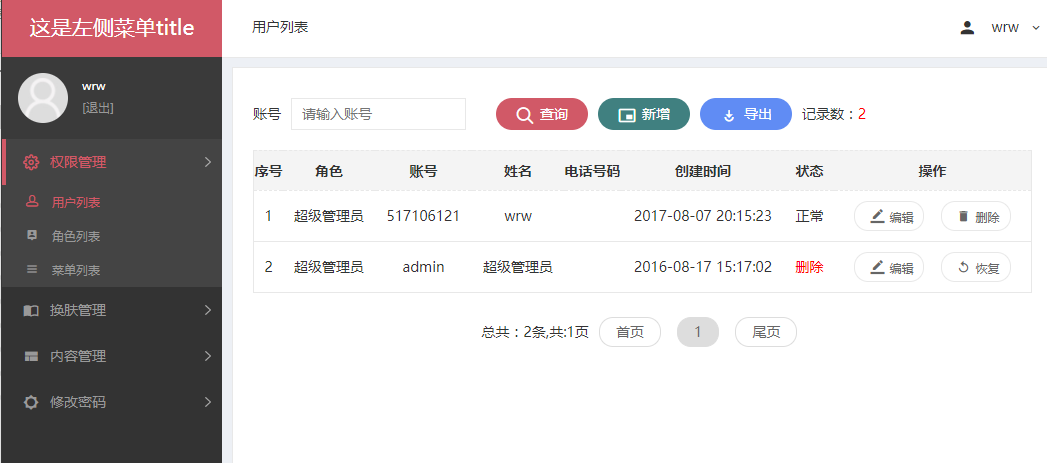 这是左侧菜单title
用户列表
wrw
wrw
[退出]
权限管理
用户列表
角色列表
菜单列表
换肤管理
内容管理
修改密码
账号 请输入账号 查询 新增 导出 记录数：2
序号 角色 账号 姓名 电话号码 创建时间 状态 操作
1 超级管理员 517106121 wrw 2017-08-07 20:15:23 正常 编辑 删除
2 超级管理员 admin 超级管理员 2016-08-17 15:17:02 删除 编辑 恢复
总共：2条,共:1页 首页 1 尾页